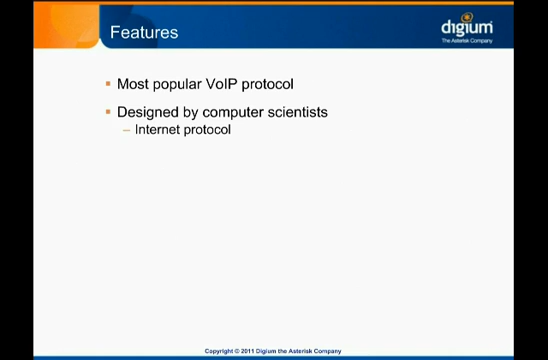 Features
digium
The Asterisk Company
Most popular VoIP protocol
Designed by computer scientists
– Internet protocol
Copyright © 2011 Digium the Asterisk Company